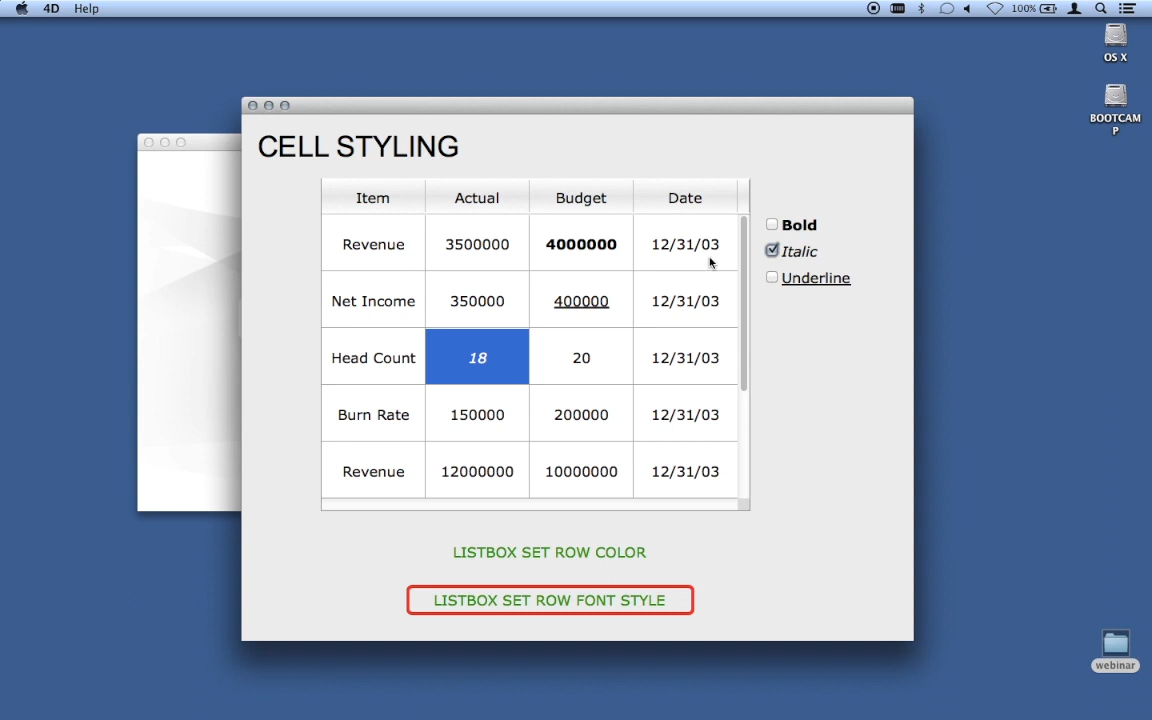 4D Help 100%
OS X
BOOTCAM
P
CELL STYLING
Item Actual Budget Date
Revenue 3500000 4000000 12/31/03
Net Income 350000 400000 12/31/03
Head Count 18 20 12/31/03
Burn Rate 150000 200000 12/31/03
Revenue 12000000 10000000 12/31/03
Bold
Italic
Underline
LISTBOX SET ROW COLOR
LISTBOX SET ROW FONT STYLE
webinar